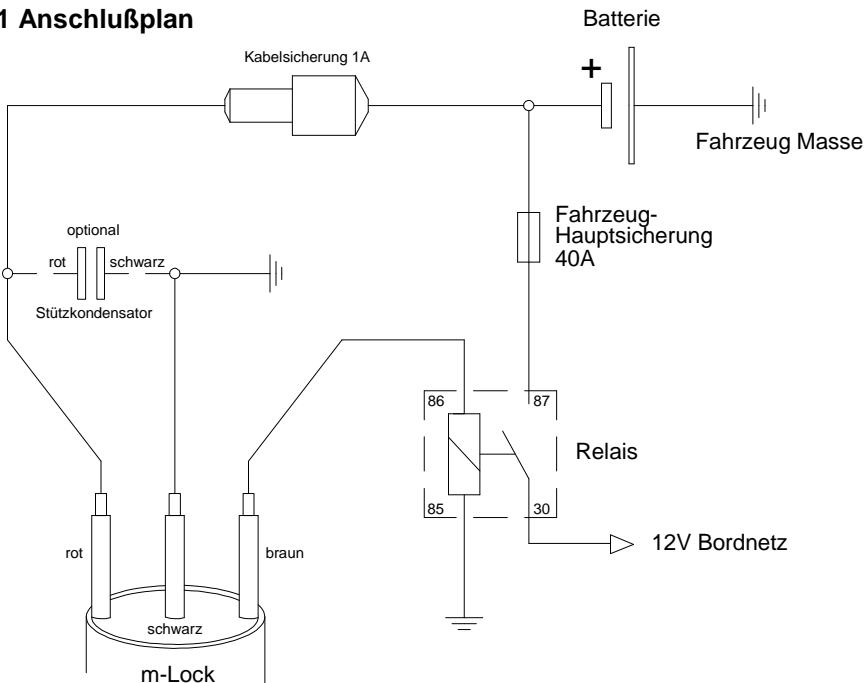 1 Anschlußplan
Batterie
Kabelsicherung 1A
+
Fahrzeug Masse
Fahrzeug-
Hauptsicherung
40A
optional
rot
schwarz
Stützkondensator
86
87
Relais
85
30
12V Bordnetz
rot
braun
schwarz
m-Lock